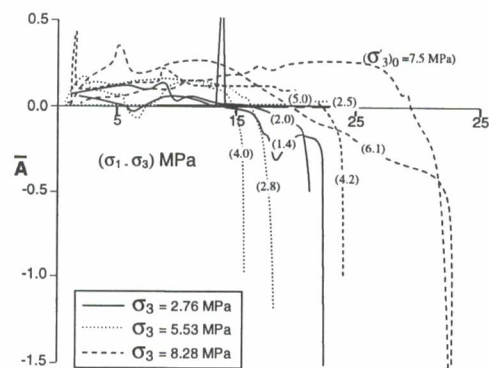 0.5
(σ'₃)₀ = 7.5 MPa)
(5.0)
(2.5)
0.0
5
15
25
25
(2.0)
(σ₁ - σ₃) MPa
(1.4)
(4.0)
(6.1)
A̅
-0.5
(2.8)
(4.2)
-1.0
σ₃ = 2.76 MPa
σ₃ = 5.53 MPa
σ₃ = 8.28 MPa
-1.5